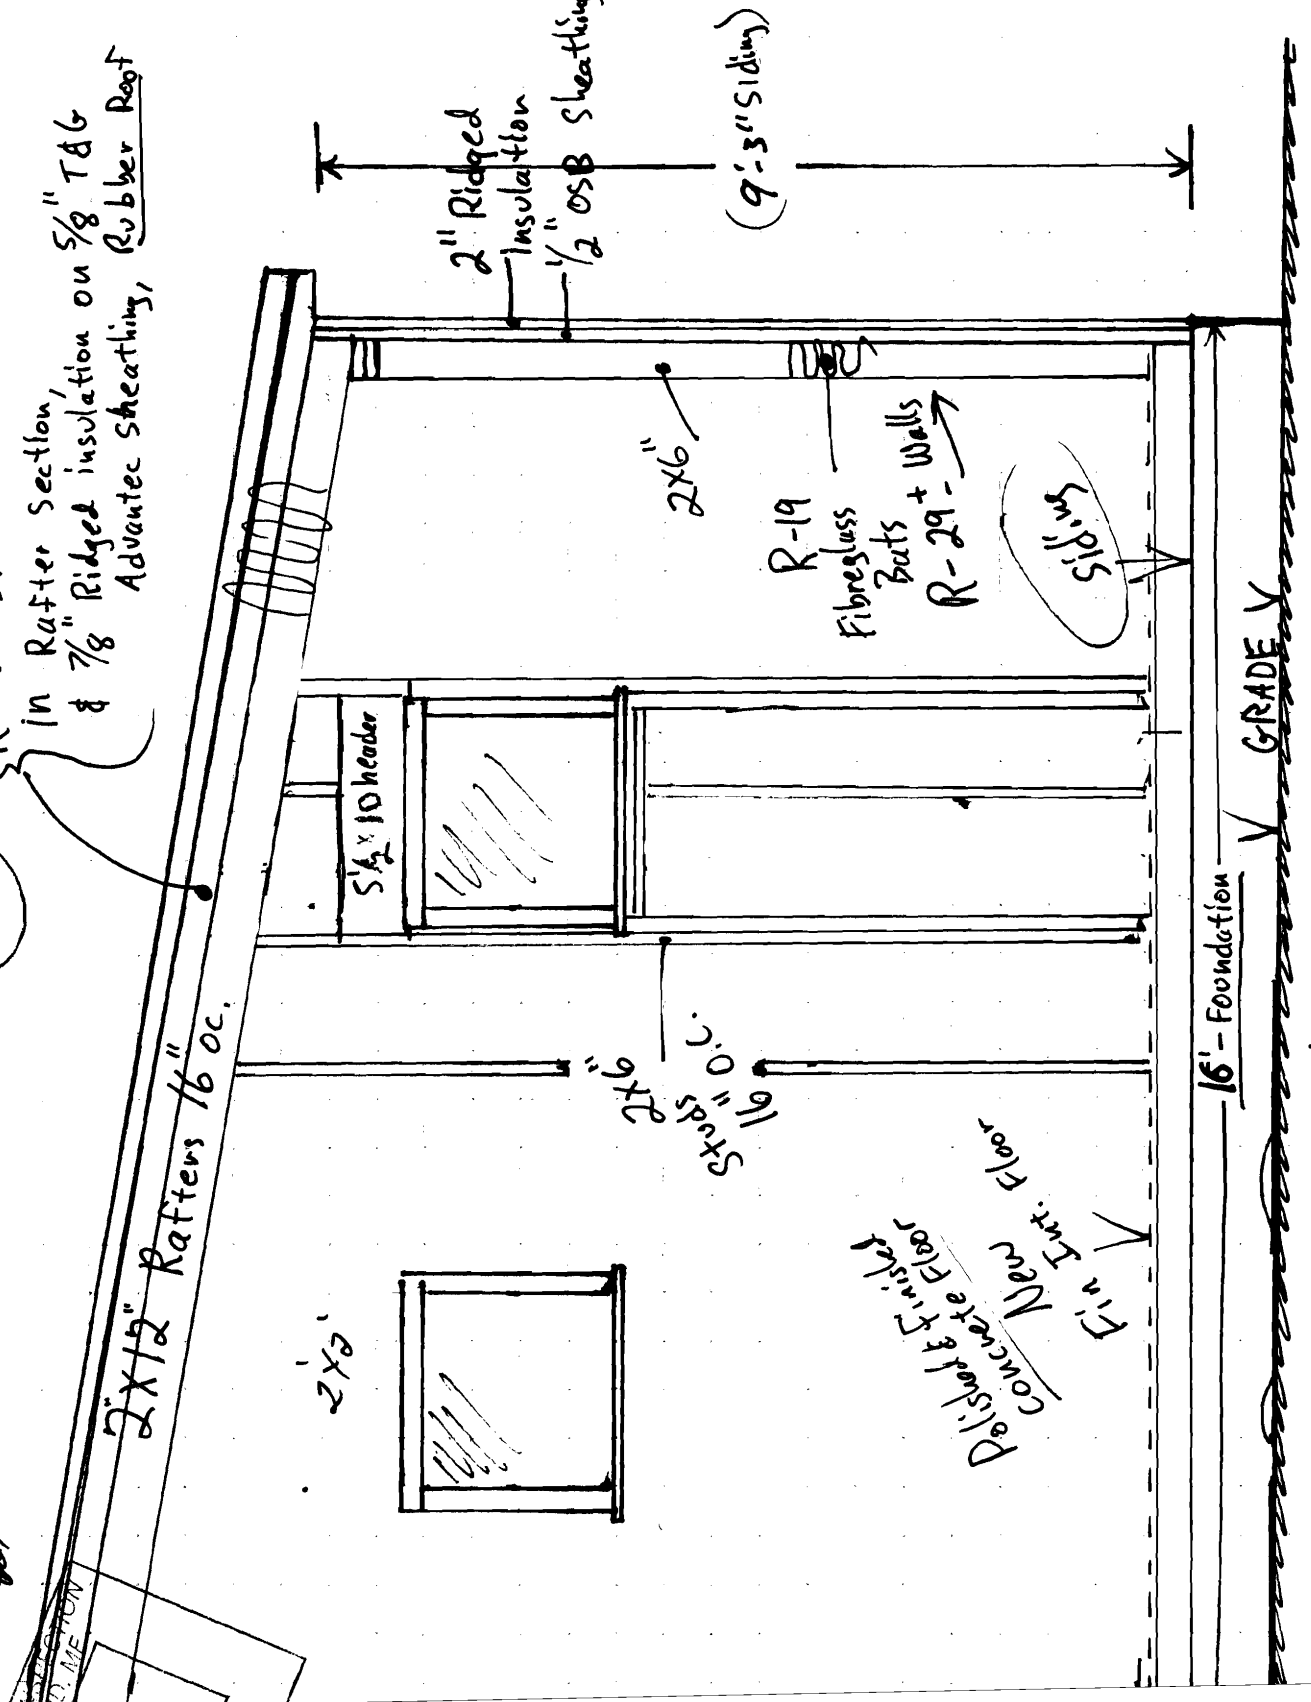 in Rafter Section,
& 7/8" Ridged insulation on 5/8" T&G
Advantec Sheathing, Rubber Roof
2" Ridged
insulation
1/2" OSB Sheathing
(9'-3" Siding)
2"X12" Rafters 16" OC.
5 1/2 x 10 header
2x6"
R-19
Fibreglass
Bats
R-29+ Walls
Siding
2x2'
2x6"
Studs
16" O.C.
Polished & Finished
concrete Floor
New
Fin Int. Floor
16'-Foundation
GRADE